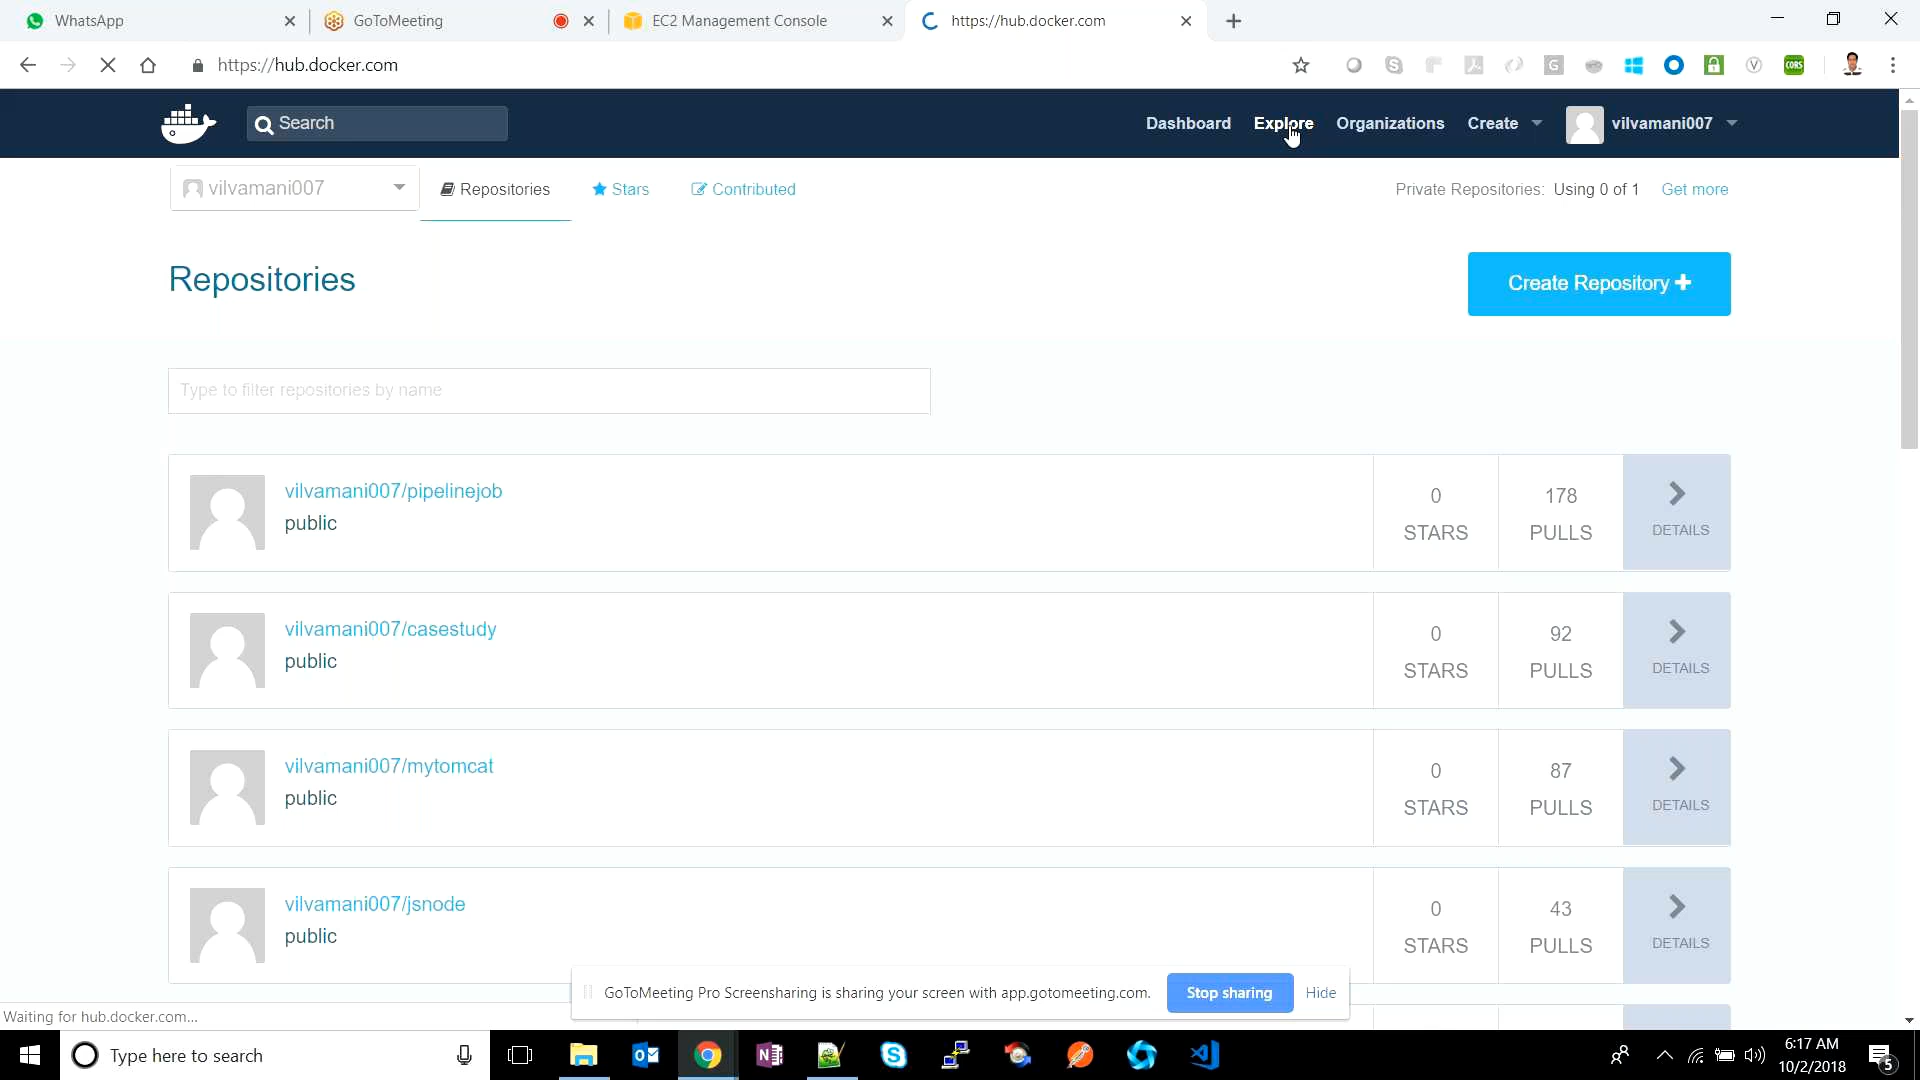 WhatsApp
GoToMeeting
EC2 Management Console
https://hub.docker.com
https://hub.docker.com
G
V
CORS
Search
Dashboard
Explore
Organizations
Create
vilvamani007
vilvamani007
Repositories
Stars
Contributed
Private Repositories: Using 0 of 1 Get more
Repositories
Create Repository
Type to filter repositories by name
vilvamani007/pipelinejob
public
0
STARS
178
PULLS
DETAILS
vilvamani007/casestudy
public
0
STARS
92
PULLS
DETAILS
vilvamani007/mytomcat
public
0
STARS
87
PULLS
DETAILS
vilvamani007/jsnode
public
0
STARS
43
PULLS
DETAILS
GoToMeeting Pro Screensharing is sharing your screen with app.gotomeeting.com.
Stop sharing
Hide
Waiting for hub.docker.com...
Type here to search
6:17 AM
10/2/2018
5